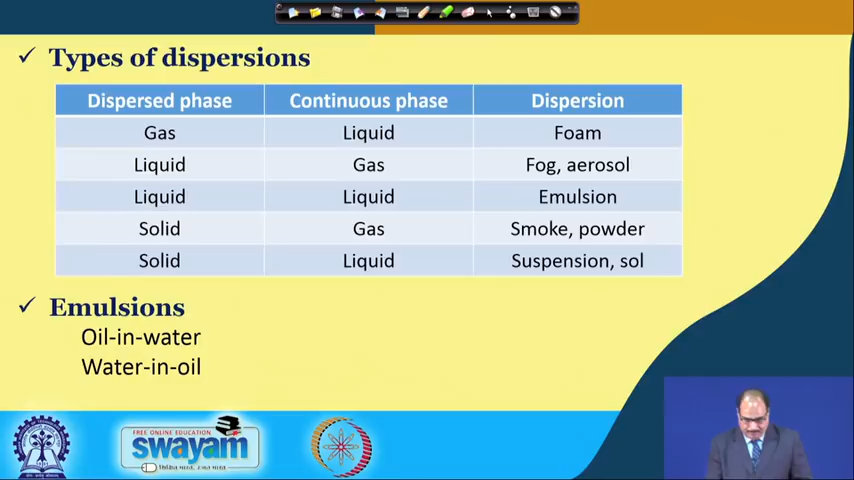 ✓ Types of dispersions
Dispersed phase Continuous phase Dispersion
Gas Liquid Foam
Liquid Gas Fog, aerosol
Liquid Liquid Emulsion
Solid Gas Smoke, powder
Solid Liquid Suspension, sol
✓ Emulsions
Oil-in-water
Water-in-oil
FREE ONLINE EDUCATION
swayam